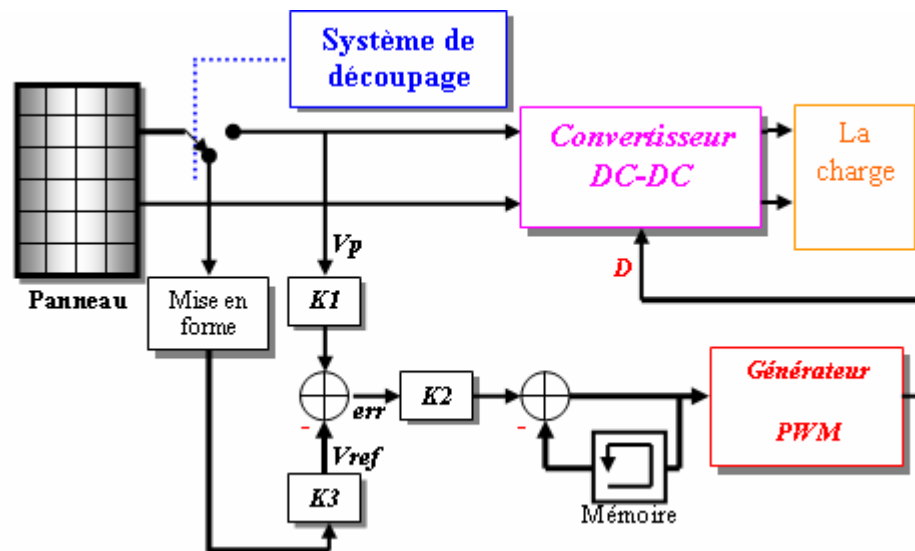 Système de
découpage
Convertisseur
DC-DC
La
charge
Vp
D
Panneau
Mise en
forme
K1
Générateur
PWM
err
K2
-
-
Vref
K3
Mémoire